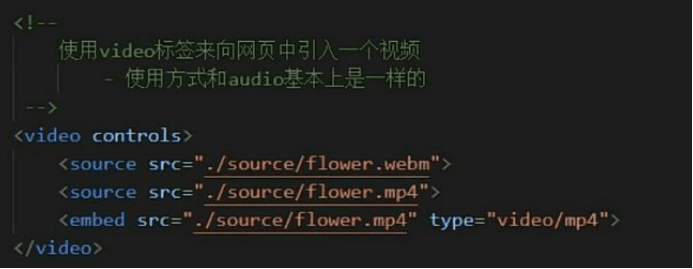 <!--
使用video标签来向网页中引入一个视频
- 使用方式和audio基本上是一样的
-->
<video controls>
<source src="./source/flower.webm">
<source src="./source/flower.mp4">
<embed src="./source/flower.mp4" type="video/mp4">
</video>